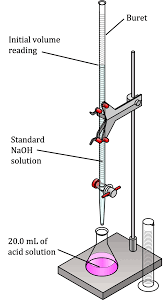 Buret
Initial volume
reading
Standard
NaOH
solution
20.0 mL of
acid solution